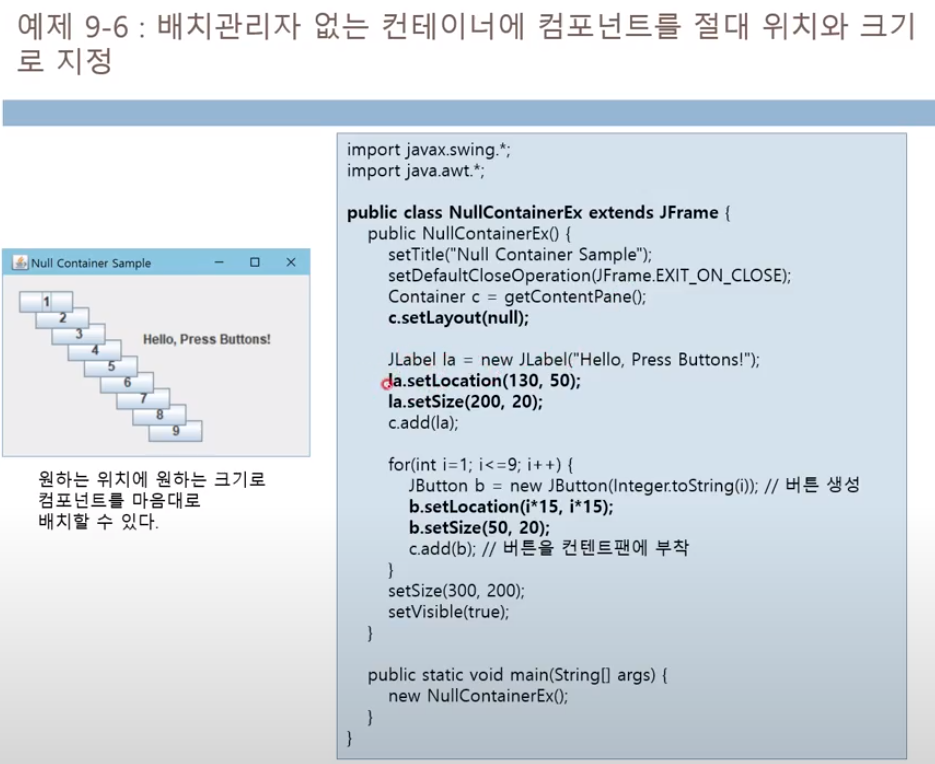 예제 9-6 : 배치관리자 없는 컨테이너에 컴포넌트를 절대 위치와 크기
로 지정
Null Container Sample
1
2
3
4
5
6
7
8
9
Hello, Press Buttons!
원하는 위치에 원하는 크기로
컴포넌트를 마음대로
배치할 수 있다.
import javax.swing.*;
import java.awt.*;
public class NullContainerEx extends JFrame {
public NullContainerEx() {
setTitle("Null Container Sample");
setDefaultCloseOperation(JFrame.EXIT_ON_CLOSE);
Container c = getContentPane();
c.setLayout(null);
JLabel la = new JLabel("Hello, Press Buttons!");
la.setLocation(130, 50);
la.setSize(200, 20);
c.add(la);
for(int i=1; i<=9; i++) {
JButton b = new JButton(Integer.toString(i)); // 버튼 생성
b.setLocation(i*15, i*15);
b.setSize(50, 20);
c.add(b); // 버튼을 컨텐트팬에 부착
}
setSize(300, 200);
setVisible(true);
}
public static void main(String[] args) {
new NullContainerEx();
}
}